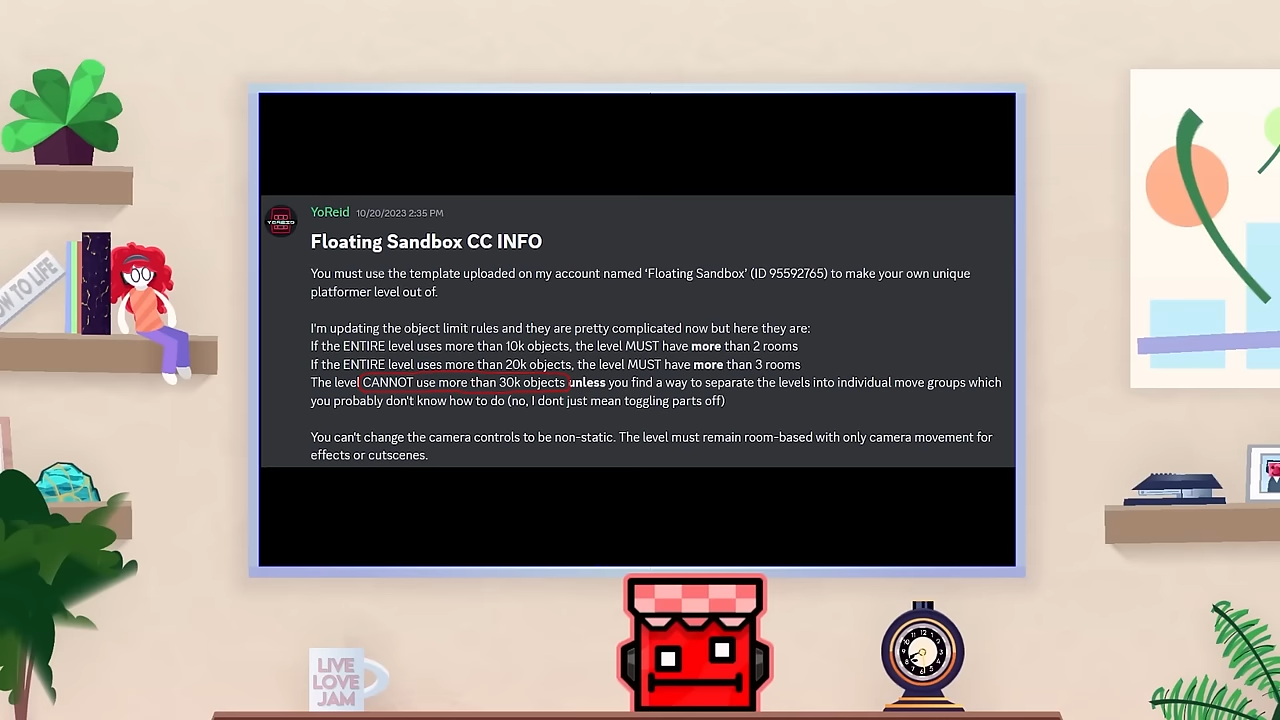 YoReid 10/20/2023 2:35 PM
Floating Sandbox CC INFO
You must use the template uploaded on my account named ‘Floating Sandbox’ (ID 95592765) to make your own unique
platformer level out of.
I'm updating the object limit rules and they are pretty complicated now but here they are:
If the ENTIRE level uses more than 10k objects, the level MUST have more than 2 rooms
If the ENTIRE level uses more than 20k objects, the level MUST have more than 3 rooms
The level CANNOT use more than 30k objects unless you find a way to separate the levels into individual move groups which
you probably don't know how to do (no, I dont just mean toggling parts off)
You can't change the camera controls to be non-static. The level must remain room-based with only camera movement for
effects or cutscenes.
TO LIFE
LIVE
LOVE
JAM